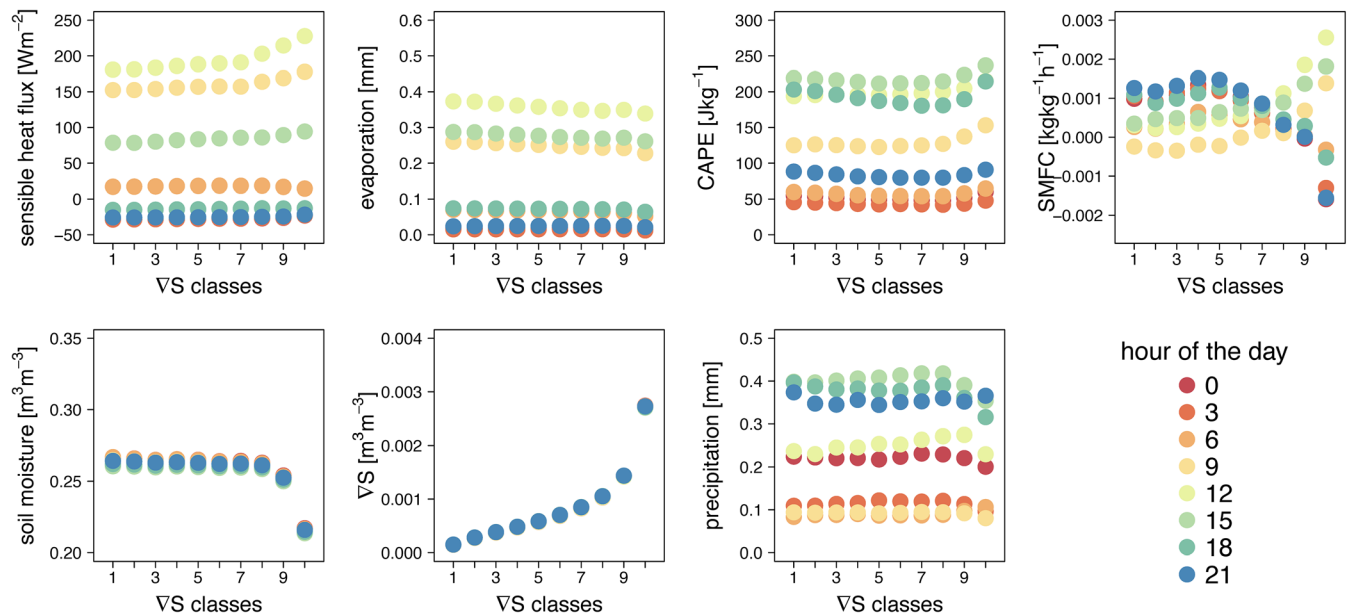 sensible heat flux [Wm⁻²]
250
200
150
100
50
0
−50
1 3 5 7 9
∇S classes
evaporation [mm]
0.6
0.5
0.4
0.3
0.2
0.1
0.0
1 3 5 7 9
∇S classes
CAPE [Jkg⁻¹]
300
250
200
150
100
50
0
1 3 5 7 9
∇S classes
SMFC [kgkg⁻¹h⁻¹]
0.003
0.002
0.001
0.000
−0.001
−0.002
1 3 5 7 9
∇S classes
soil moisture [m³m⁻³]
0.35
0.30
0.25
0.20
1 3 5 7 9
∇S classes
∇S [m³m⁻³]
0.004
0.003
0.002
0.001
0.000
1 3 5 7 9
∇S classes
precipitation [mm]
0.5
0.4
0.3
0.2
0.1
0.0
1 3 5 7 9
∇S classes
hour of the day
0
3
6
9
12
15
18
21